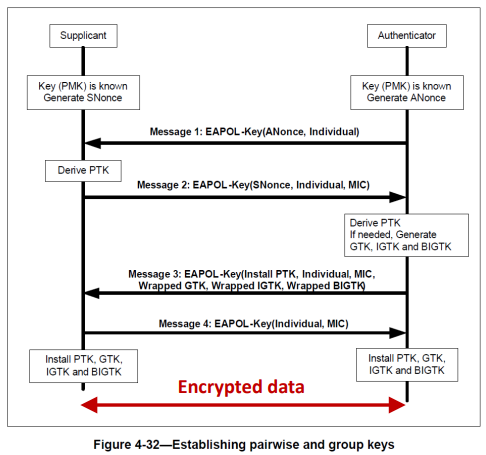 Supplicant
Authenticator
Key (PMK) is known
Generate SNonce
Key (PMK) is known
Generate ANonce
Message 1: EAPOL-Key(ANonce, Individual)
Derive PTK
Message 2: EAPOL-Key(SNonce, Individual, MIC)
Derive PTK
If needed, Generate
GTK, IGTK and BIGTK
Message 3: EAPOL-Key(Install PTK, Individual, MIC,
Wrapped GTK, Wrapped IGTK, Wrapped BIGTK)
Message 4: EAPOL-Key(Individual, MIC)
Install PTK, GTK,
IGTK and BIGTK
Install PTK, GTK,
IGTK and BIGTK
Encrypted data
Figure 4-32—Establishing pairwise and group keys